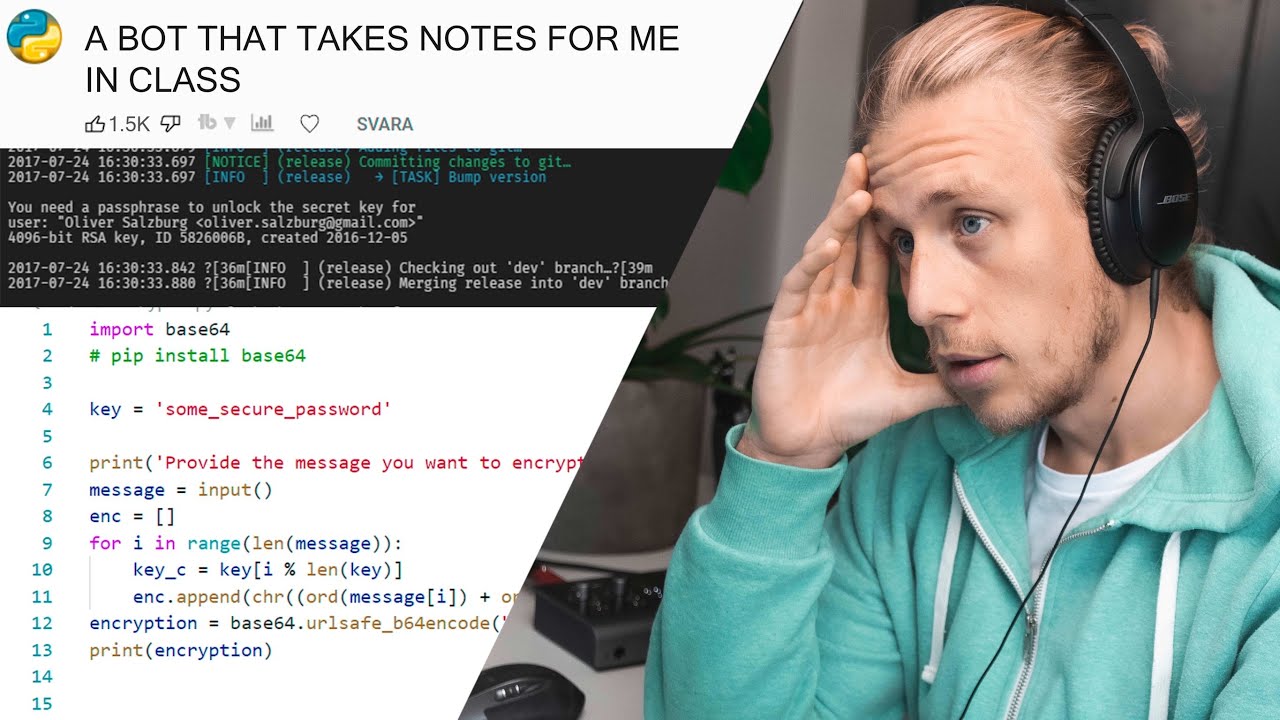 A BOT THAT TAKES NOTES FOR ME
IN CLASS
1.5K SVARA
[INFO ] (release) Adding files to git…
2017-07-24 16:30:33.697 [NOTICE] (release) Committing changes to git…
2017-07-24 16:30:33.697 [INFO ] (release) → [TASK] Bump version
You need a passphrase to unlock the secret key for
user: "Oliver Salzburg <oliver.salzburg@gmail.com>"
4096-bit RSA key, ID 5826006B, created 2016-12-05
2017-07-24 16:30:33.842 ?[36m[INFO ] (release) Checking out 'dev' branch…?[39m
2017-07-24 16:30:33.880 ?[36m[INFO ] (release) Merging release into 'dev' branch
1 import base64
2 # pip install base64
3
4 key = 'some_secure_password'
5
6 print('Provide the message you want to encrypt
7 message = input()
8 enc = []
9 for i in range(len(message)):
10 key_c = key[i % len(key)]
11 enc.append(chr((ord(message[i]) + or
12 encryption = base64.urlsafe_b64encode('
13 print(encryption)
14
15
BOSE